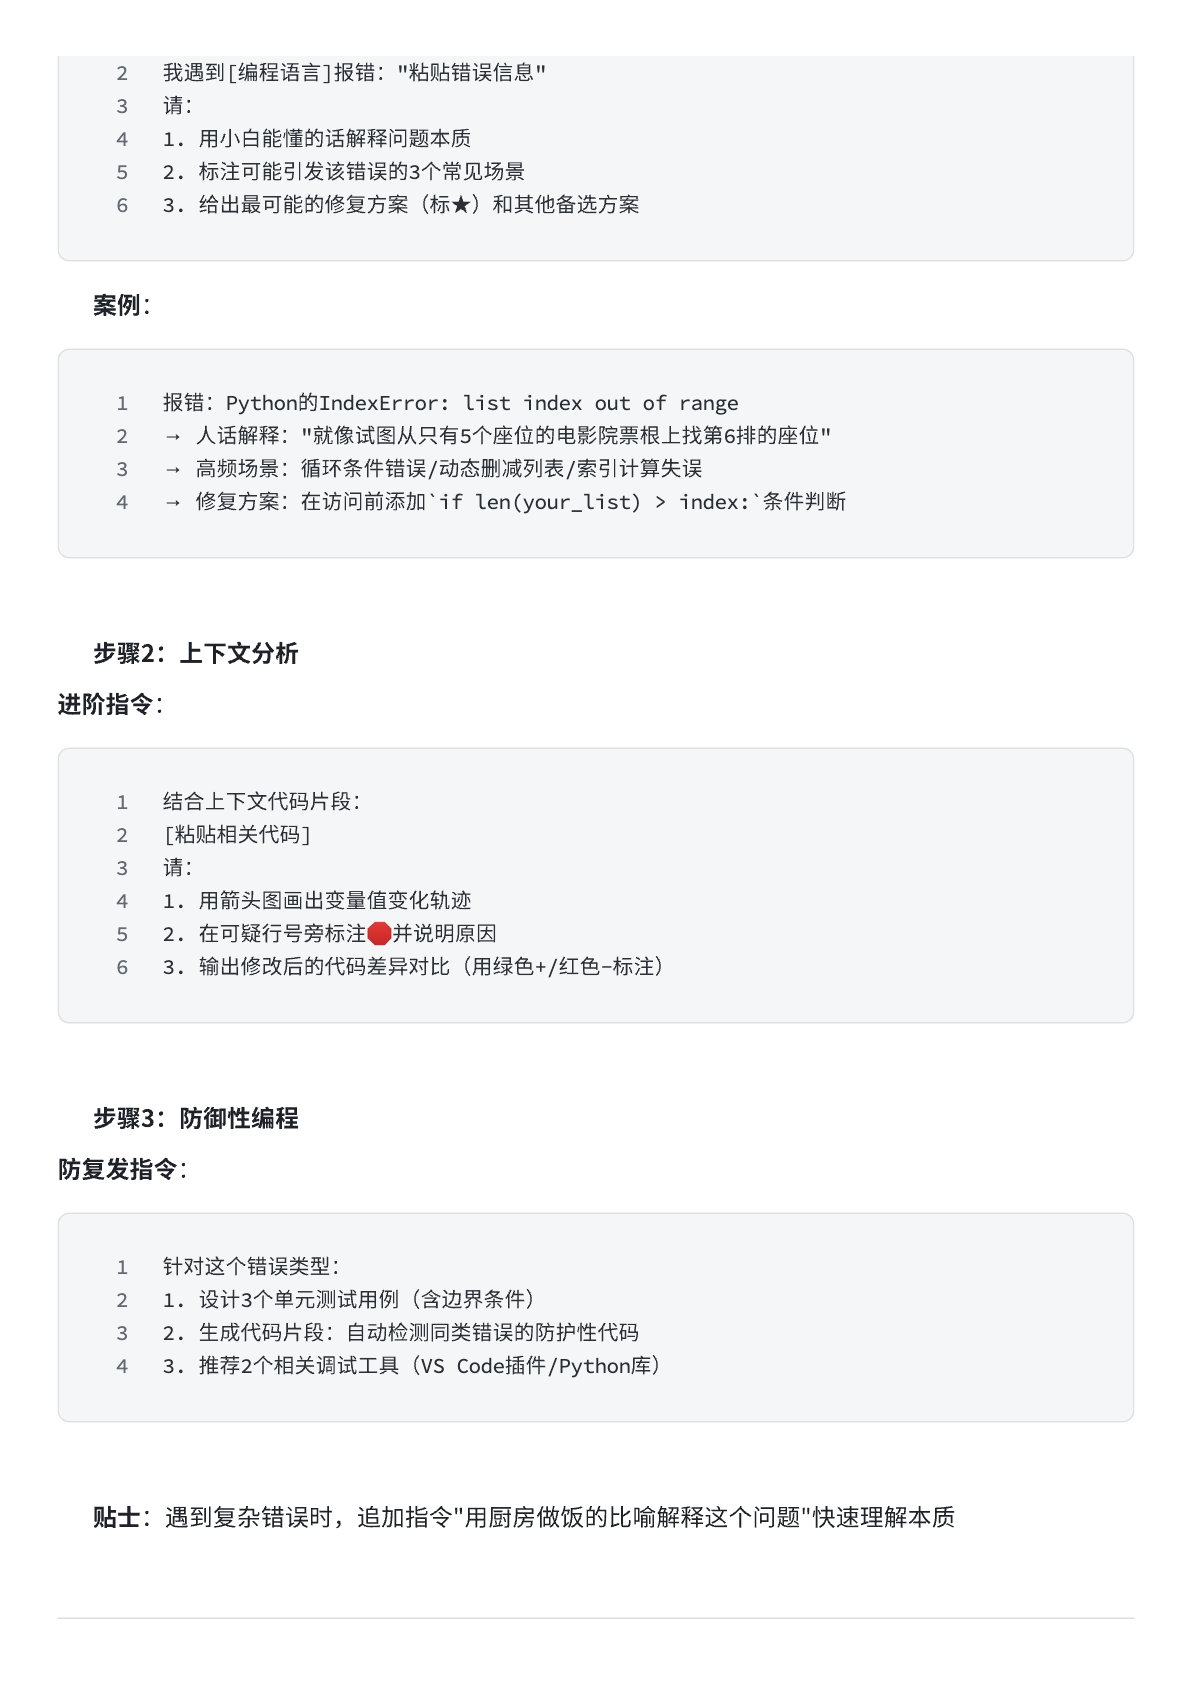 2 我遇到[编程语言]报错："粘贴错误信息"
3 请：
4 1. 用小白能懂的话解释问题本质
5 2. 标注可能引发该错误的3个常见场景
6 3. 给出最可能的修复方案（标★）和其他备选方案
案例：
1 报错：Python的IndexError: list index out of range
2 → 人话解释："就像试图从只有5个座位的电影院票根上找第6排的座位"
3 → 高频场景：循环条件错误/动态删减列表/索引计算失误
4 → 修复方案：在访问前添加`if len(your_list) > index:`条件判断
步骤2：上下文分析
进阶指令：
1 结合上下文代码片段：
2 [粘贴相关代码]
3 请：
4 1. 用箭头图画出变量值变化轨迹
5 2. 在可疑行号旁标注🛑并说明原因
6 3. 输出修改后的代码差异对比（用绿色+/红色-标注）
步骤3：防御性编程
防复发指令：
1 针对这个错误类型：
2 1. 设计3个单元测试用例（含边界条件）
3 2. 生成代码片段：自动检测同类错误的防护性代码
4 3. 推荐2个相关调试工具（VS Code插件/Python库）
贴士：遇到复杂错误时，追加指令"用厨房做饭的比喻解释这个问题"快速理解本质